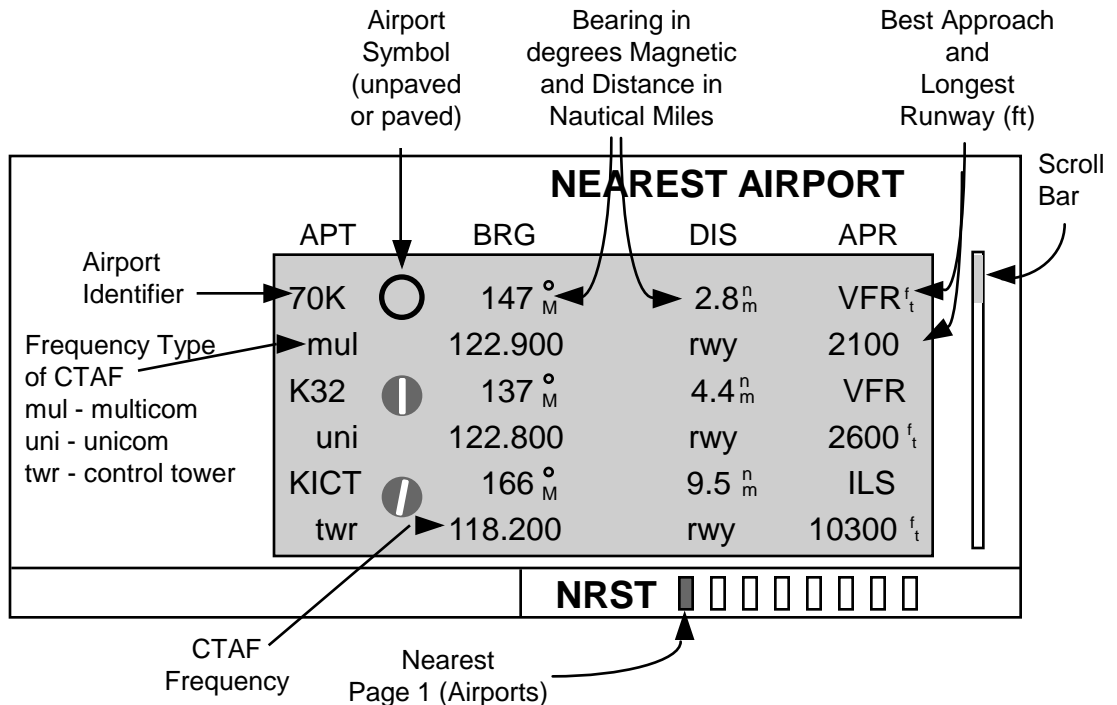 Airport
Symbol
(unpaved
or paved)
Bearing in
degrees Magnetic
and Distance in
Nautical Miles
Best Approach
and
Longest
Runway (ft)
Scroll
Bar
NEAREST AIRPORT
APT BRG DIS APR
Airport
Identifier
70K 147 °M 2.8 nm VFR ft
mul 122.900 rwy 2100
K32 137 °M 4.4 nm VFR
uni 122.800 rwy 2600 ft
KICT 166 °M 9.5 nm ILS
twr 118.200 rwy 10300 ft
Frequency Type
of CTAF
mul - multicom
uni - unicom
twr - control tower
NRST
CTAF
Frequency
Nearest
Page 1 (Airports)